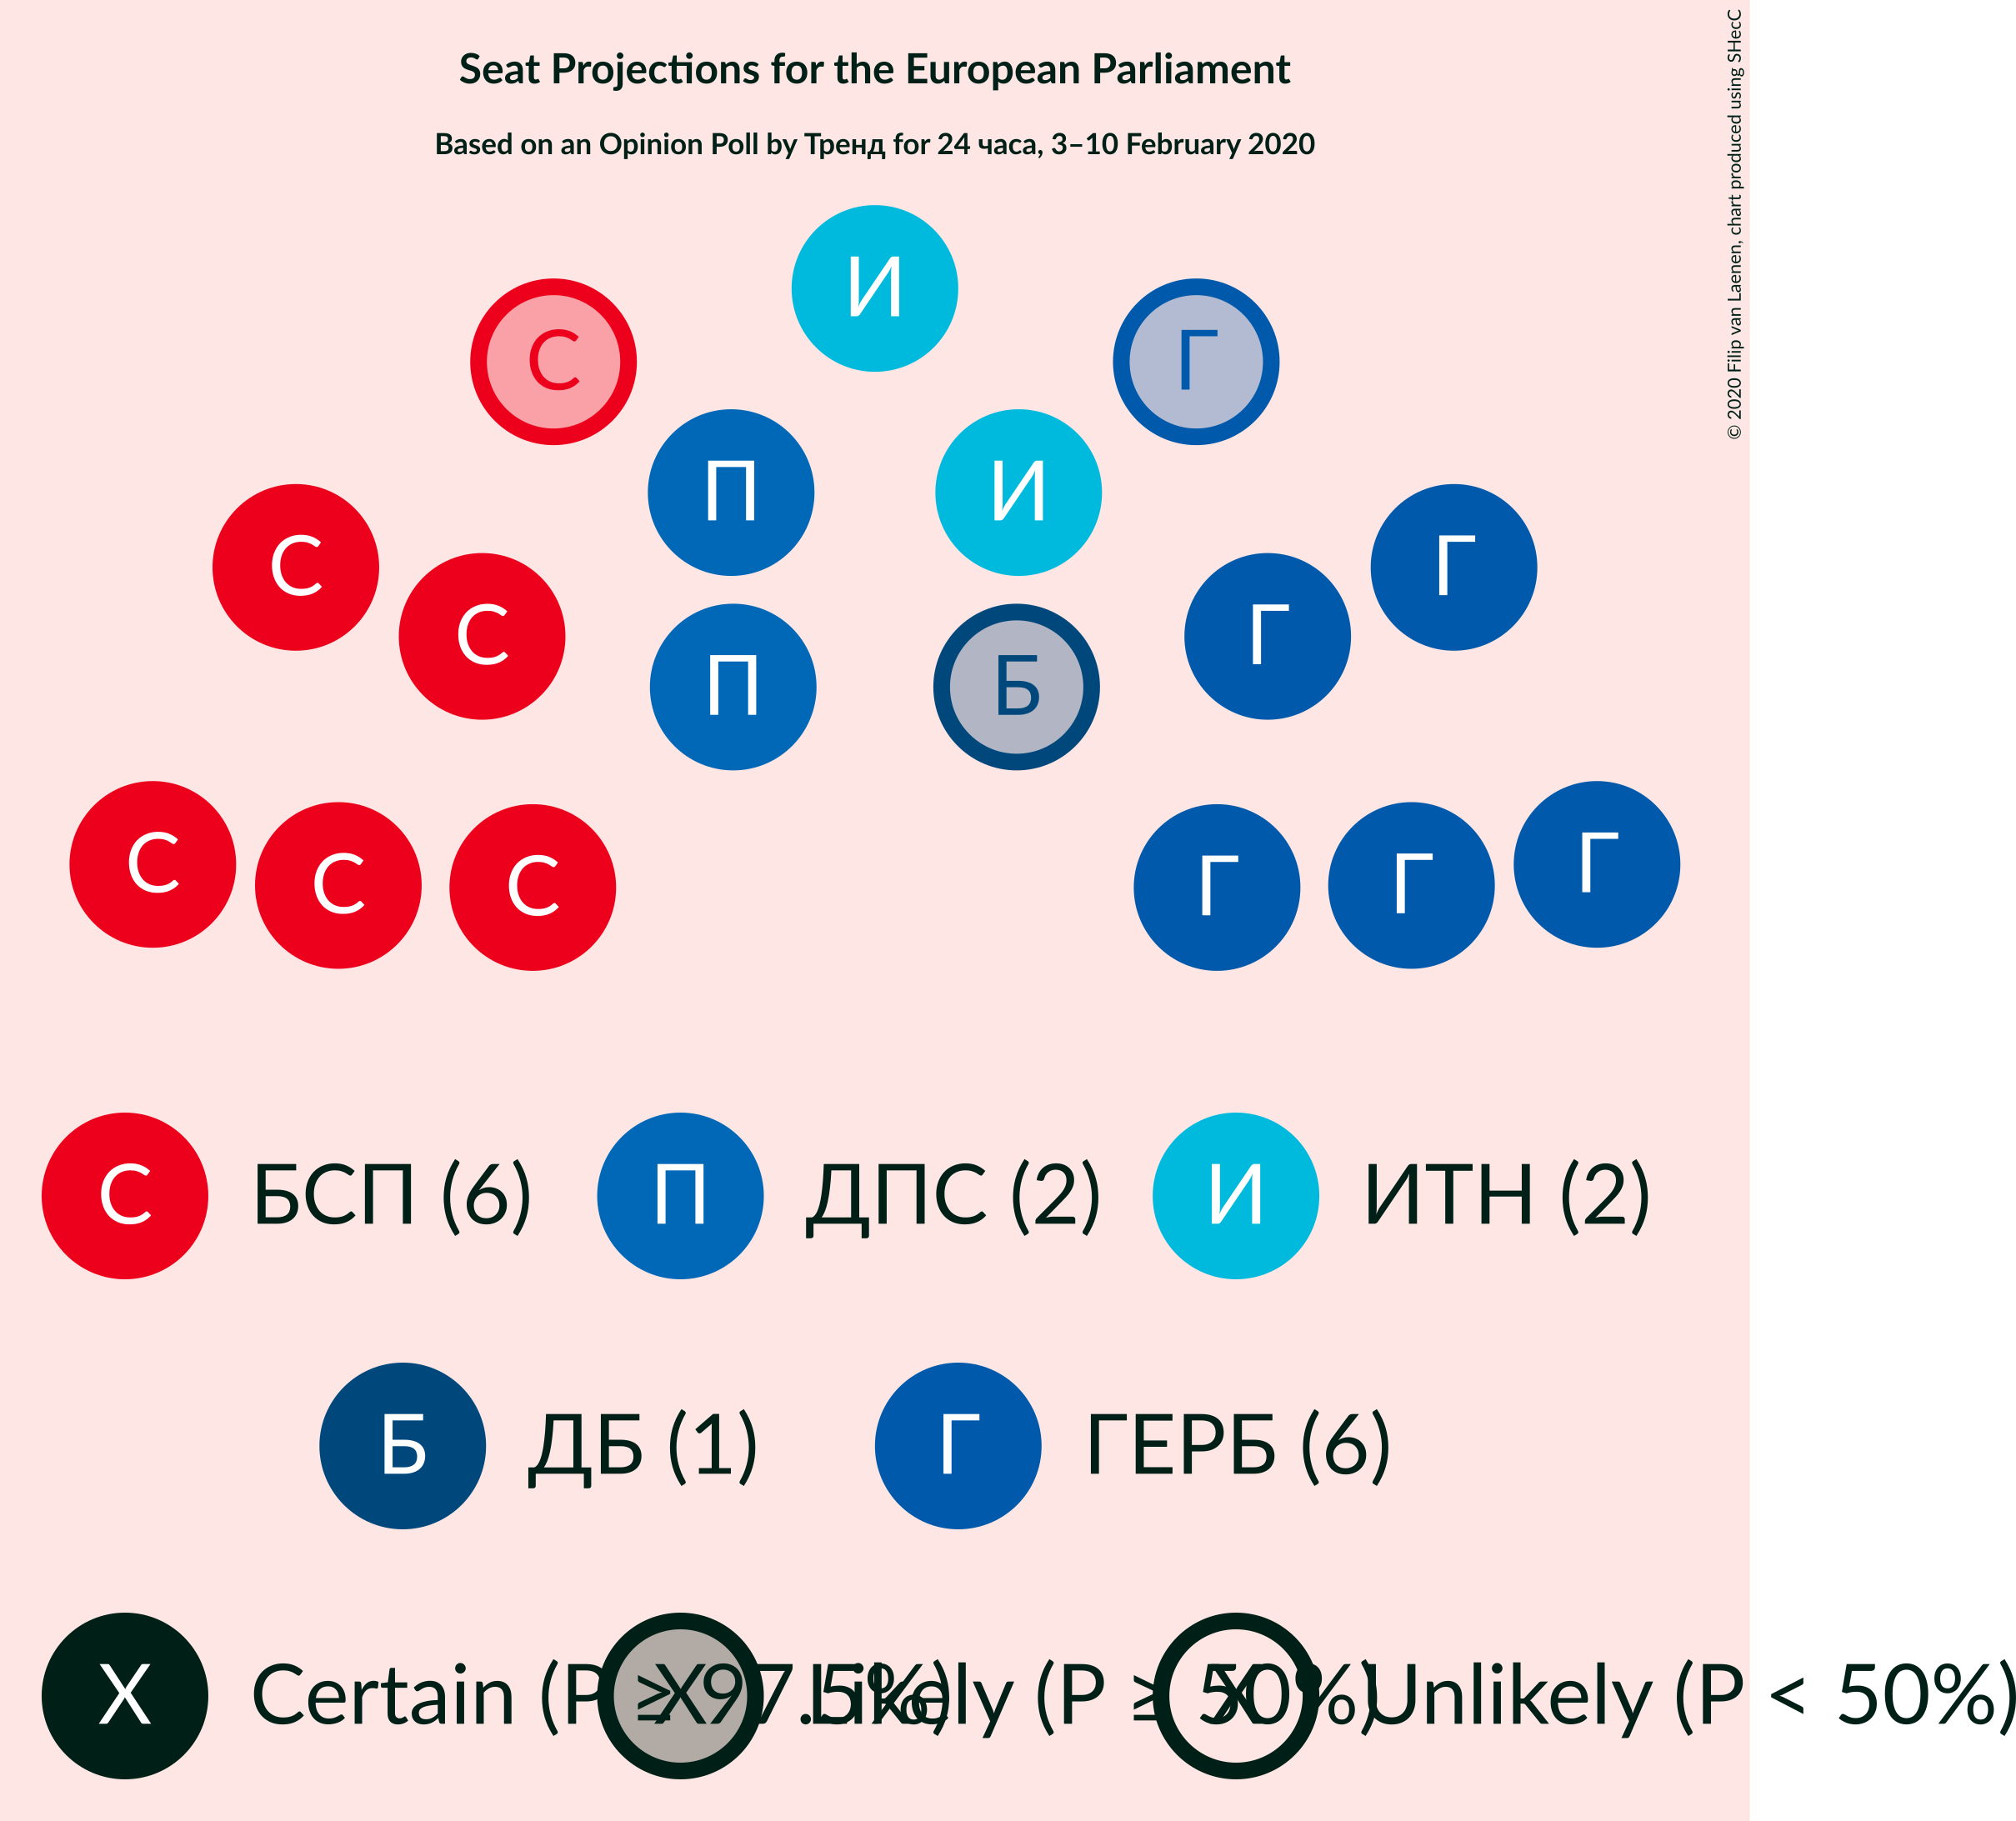 Seat Projections for the European Parliament
Based on an Opinion Poll by Тренд for 24 часа, 3–10 February 2020
© 2020 Filip van Laenen, chart produced using SHecC
И
С Г
П И
С Г
С Г
П Б
С Г
С Г
С Г
С БСП (6) П ДПС (2) И ИТН (2)
Б ДБ (1) Г ГЕРБ (6)
X Certain (P ≥ 97.5%) X Likely (P ≥ 50%) X Unlikely (P < 50%)